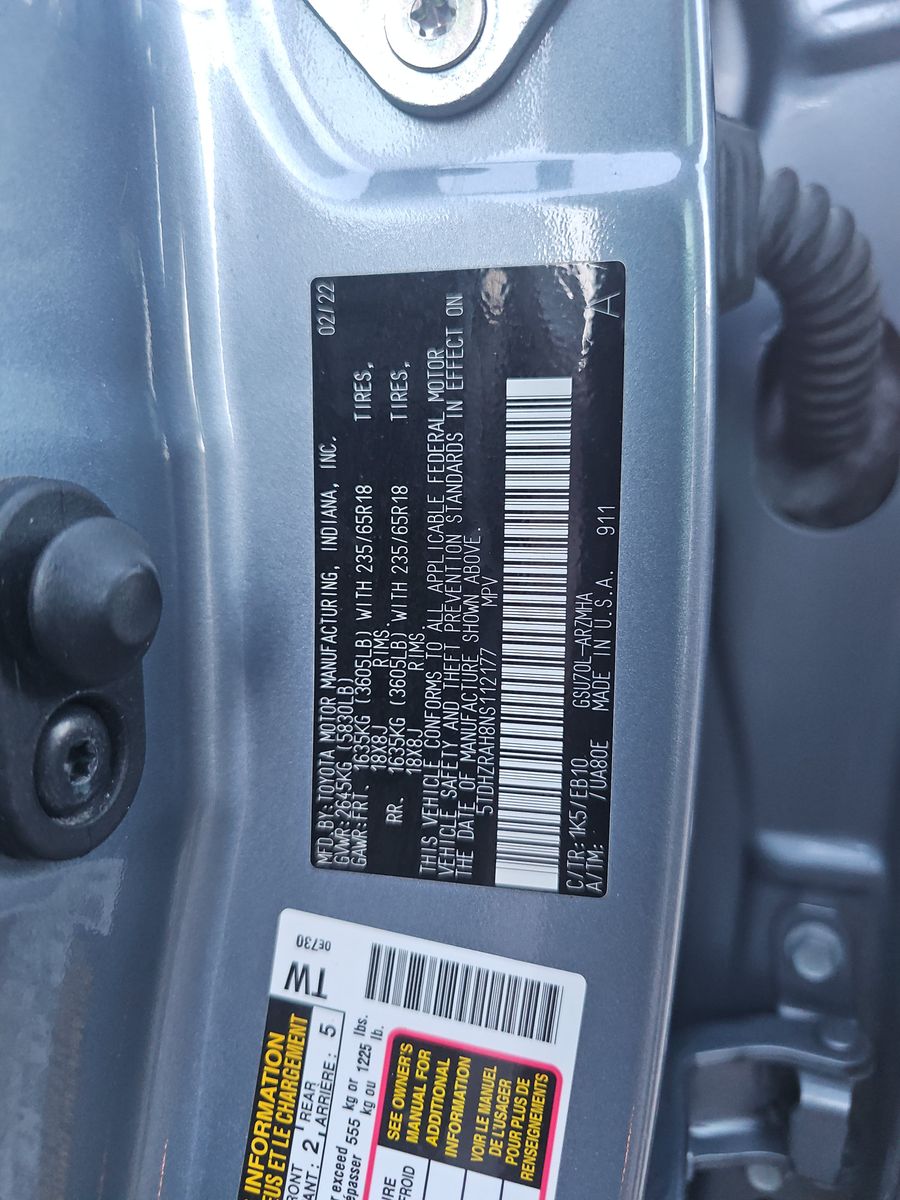 MFD.BY:TOYOTA MOTOR MANUFACTURING, INDIANA, INC. 02/22
GVWR:2645KG (5830LB)
GAWR:FRT. 1635KG (3605LB) WITH 235/65R18 TIRES,
18X8J RIMS.
RR. 1635KG (3605LB) WITH 235/65R18 TIRES,
18X8J RIMS.
THIS VEHICLE CONFORMS TO ALL APPLICABLE FEDERAL MOTOR
VEHICLE SAFETY AND THEFT PREVENTION STANDARDS IN EFFECT ON
THE DATE OF MANUFACTURE SHOWN ABOVE.
5TDHZRAH8NS112177 MPV
C/TR:1K5/EB10 GSU70L-ARZMHA
A/TM: /UA80E MADE IN U.S.A. 911 A
TW 0E730
INFORMATION
ET LE CHARGEMENT
2 REAR ARRIÈRE: 5
exceed 555 kg or 1225 lbs.
kg ou lb.
SEE OWNER'S
MANUAL FOR
ADDITIONAL
INFORMATION
VOIR LE MANUEL
DE L'USAGER
POUR PLUS DE
RENSEIGNEMENTS